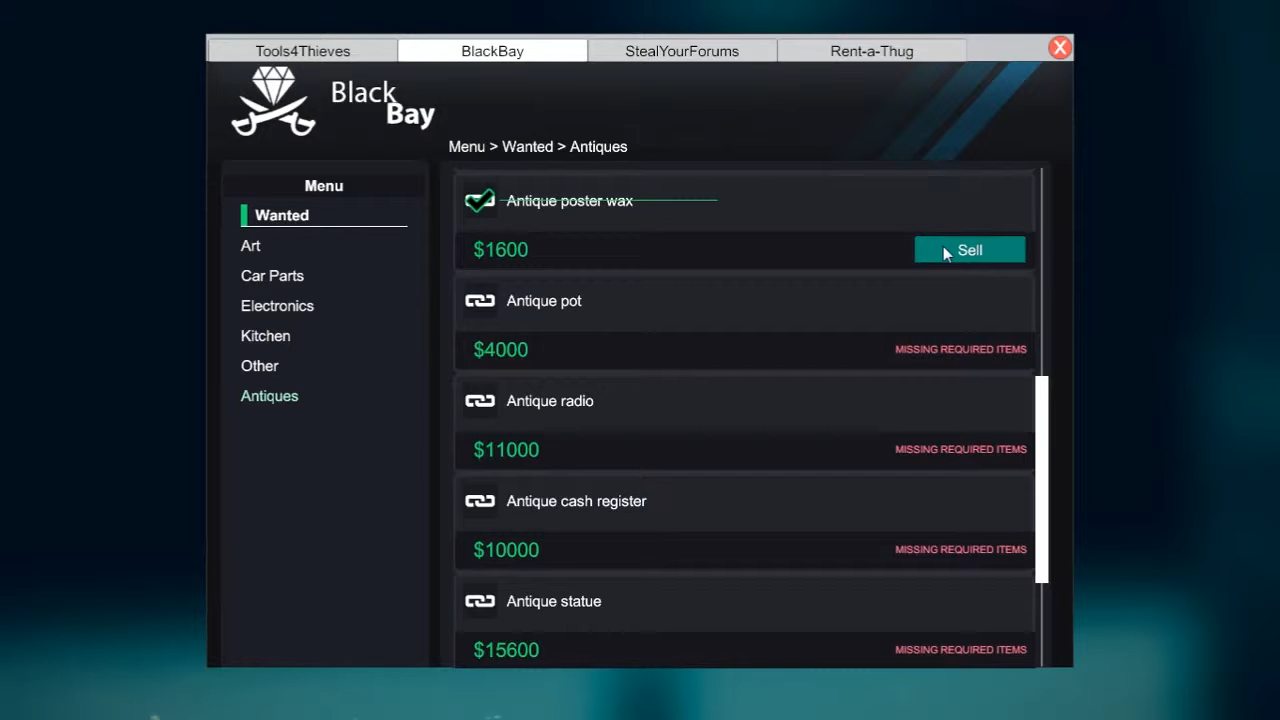 Tools4Thieves BlackBay StealYourForums Rent-a-Thug X
Black
Bay
Menu > Wanted > Antiques
Menu
Wanted
Art
Car Parts
Electronics
Kitchen
Other
Antiques
Antique poster wax
$1600 Sell
Antique pot
$4000 MISSING REQUIRED ITEMS
Antique radio
$11000 MISSING REQUIRED ITEMS
Antique cash register
$10000 MISSING REQUIRED ITEMS
Antique statue
$15600 MISSING REQUIRED ITEMS